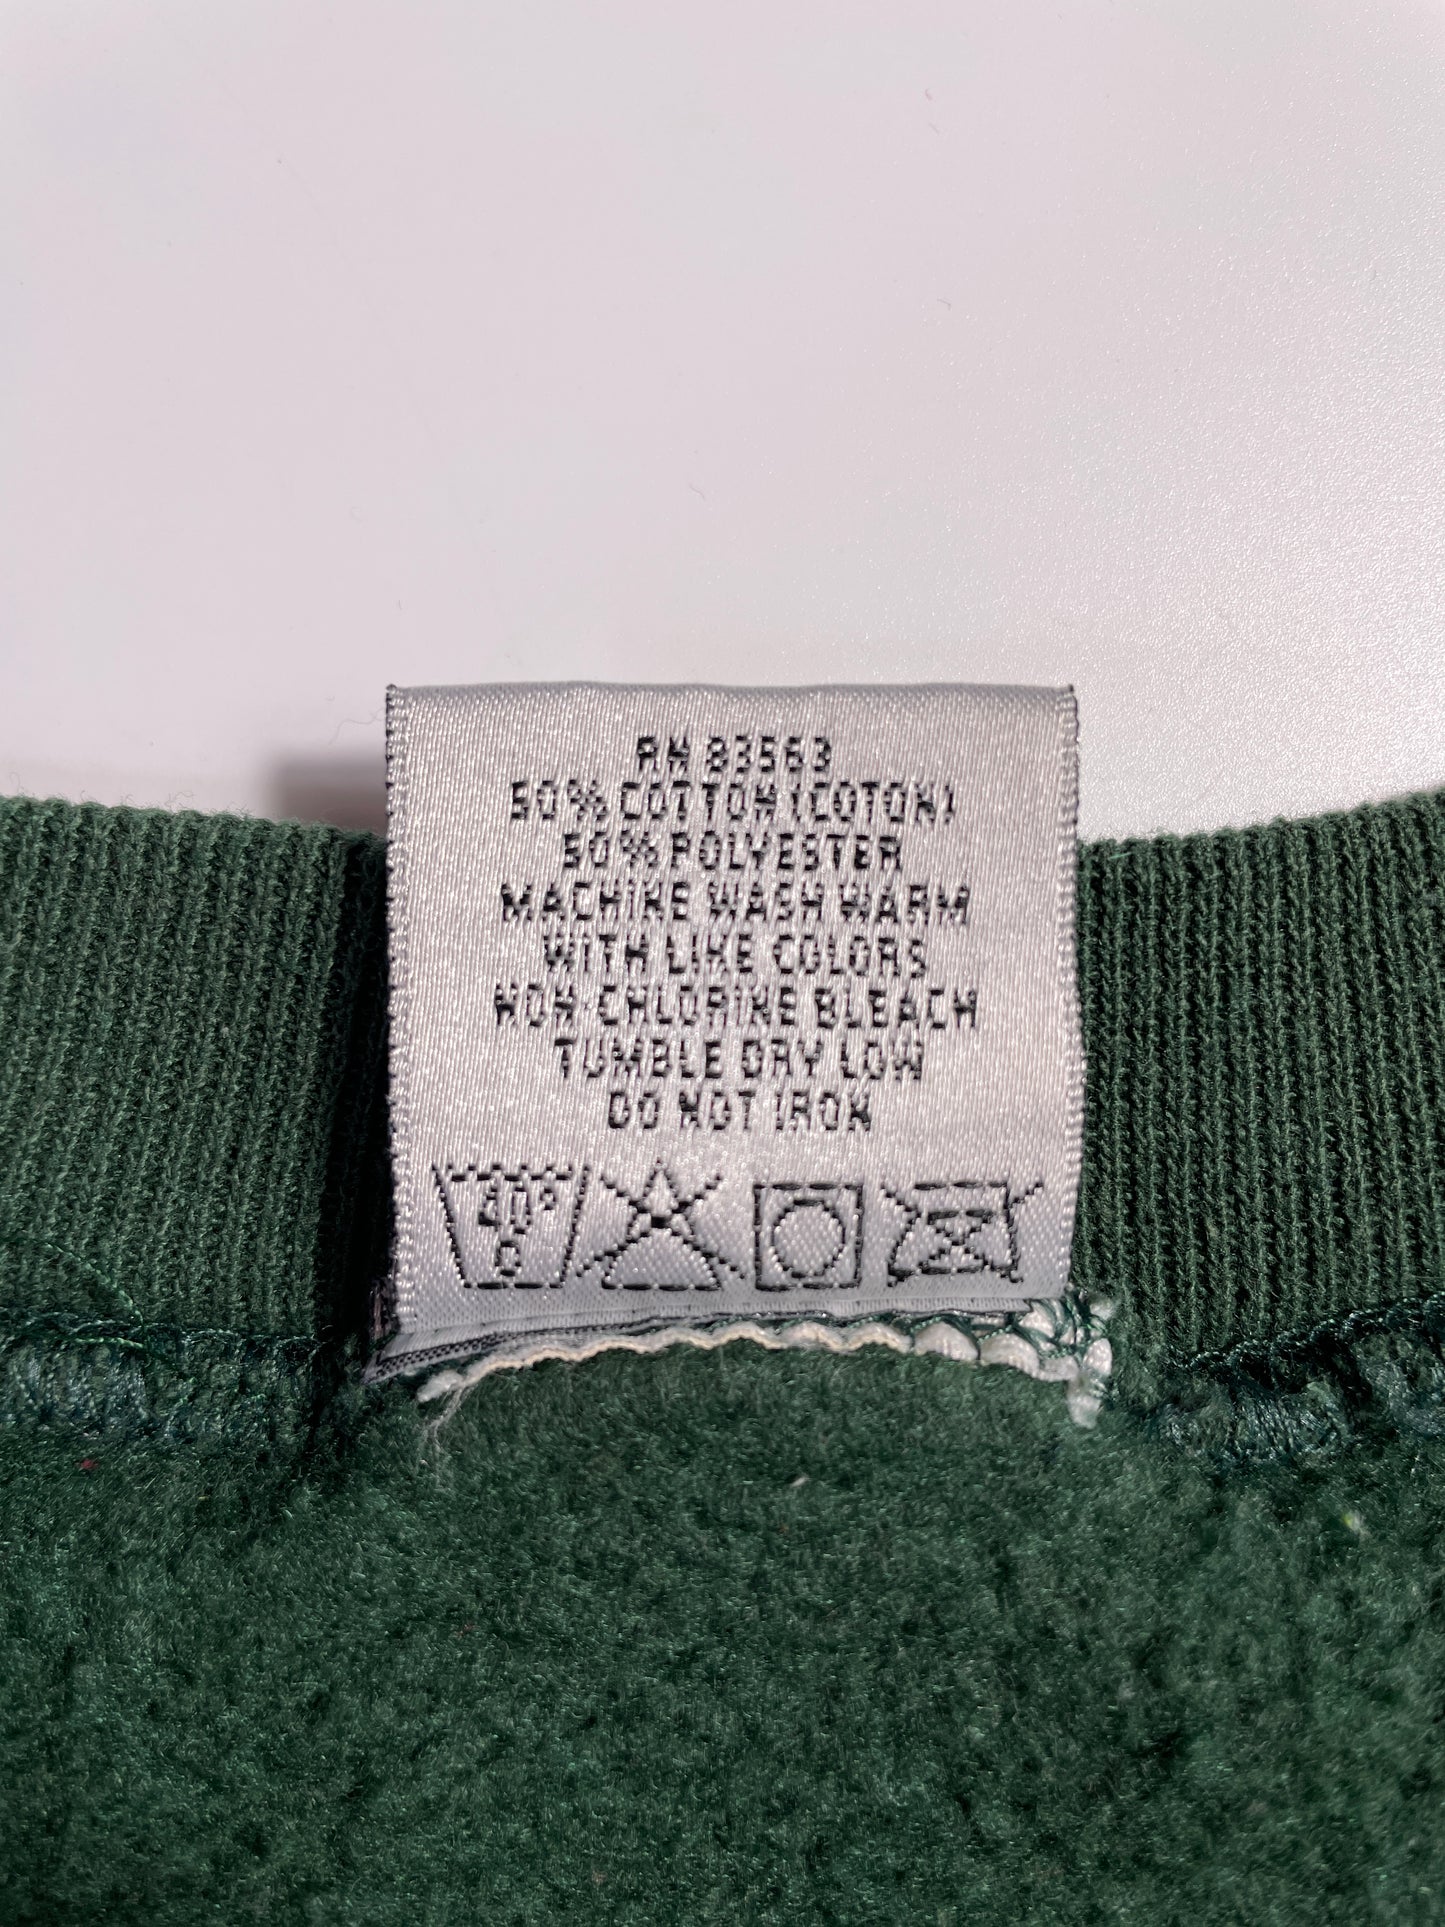 RN 83563
50% COTTON (COTON)
50% POLYESTER
MACHINE WASH WARM
WITH LIKE COLORS
NON-CHLORINE BLEACH
TUMBLE DRY LOW
DO NOT IRON
40°